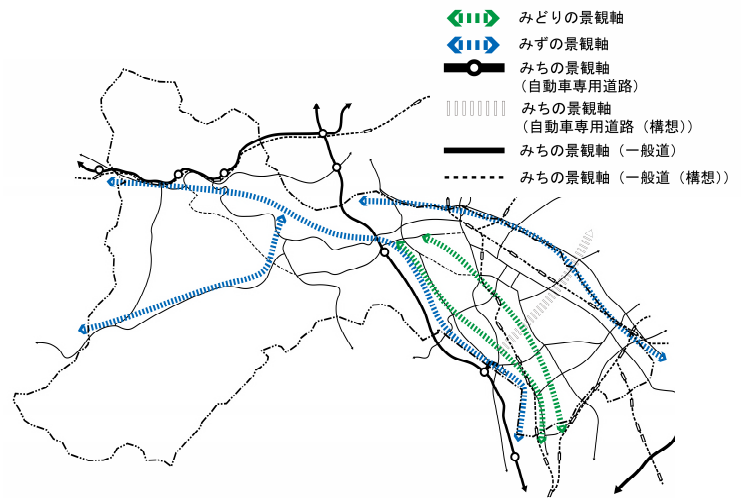 みどりの景観軸
みずの景観軸
みちの景観軸
（自動車専用道路）
みちの景観軸
（自動車専用道路（構想））
みちの景観軸（一般道）
みちの景観軸（一般道（構想））